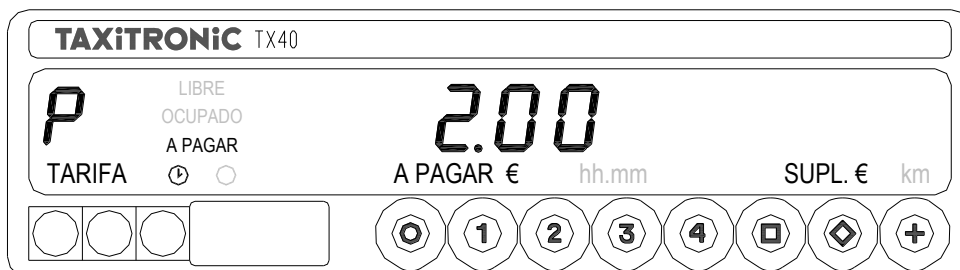 TAXiTRONiC TX40
P LIBRE 2.00
OCUPADO
A PAGAR
TARIFA A PAGAR € hh.mm SUPL. € km
1 2 3 4 +